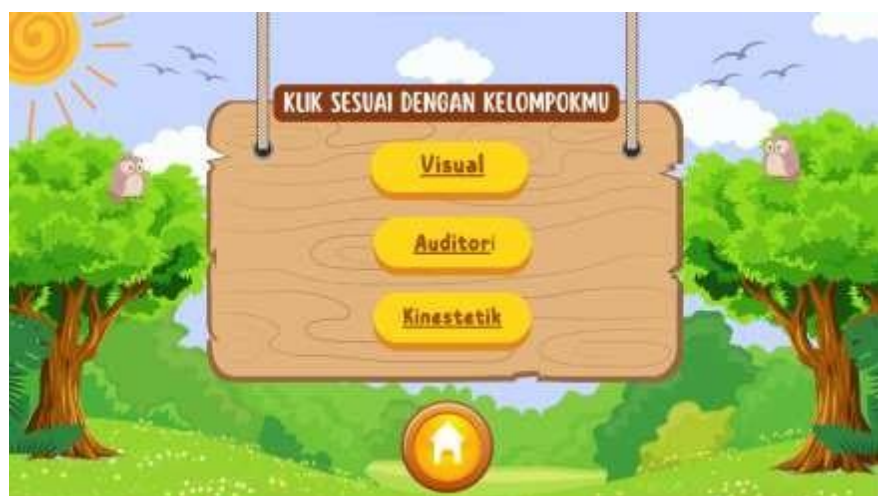 KLIK SESUAI DENGAN KELOMPOKMU
Visual
Auditori
Kinestetik